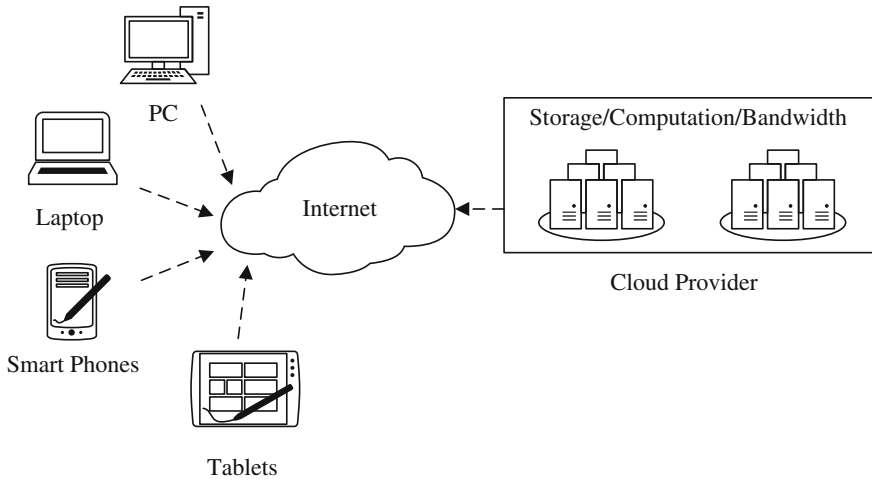 PC
Storage/Computation/Bandwidth
Laptop
Internet
Cloud Provider
Smart Phones
Tablets